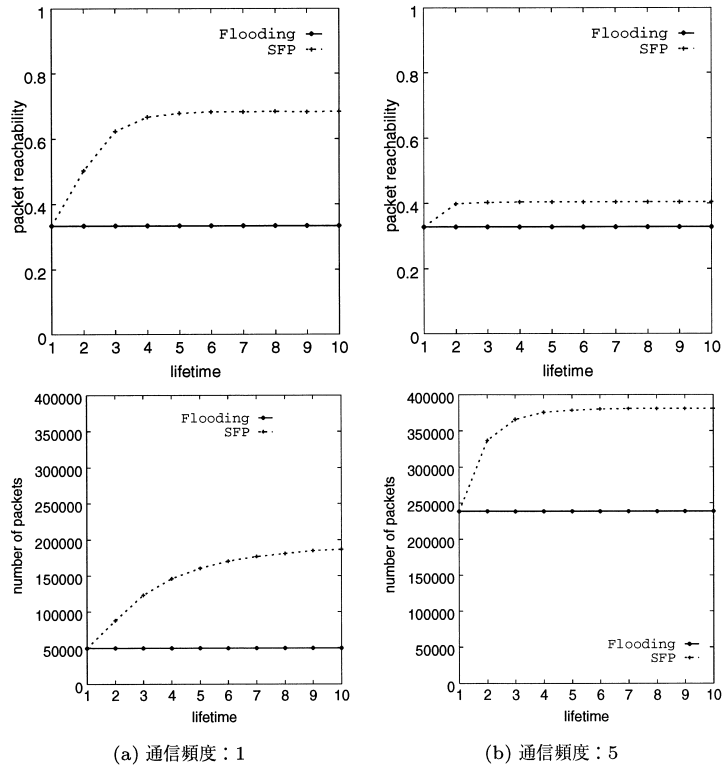 1
0.8
0.6
0.4
0.2
0
packet reachability
Flooding
SFP
1 2 3 4 5 6 7 8 9 10
lifetime
1
0.8
0.6
0.4
0.2
0
packet reachability
Flooding
SFP
1 2 3 4 5 6 7 8 9 10
lifetime
400000
350000
300000
250000
200000
150000
100000
50000
0
number of packets
Flooding
SFP
1 2 3 4 5 6 7 8 9 10
lifetime
400000
350000
300000
250000
200000
150000
100000
50000
0
number of packets
Flooding
SFP
1 2 3 4 5 6 7 8 9 10
lifetime
(a) 通信頻度：1
(b) 通信頻度：5